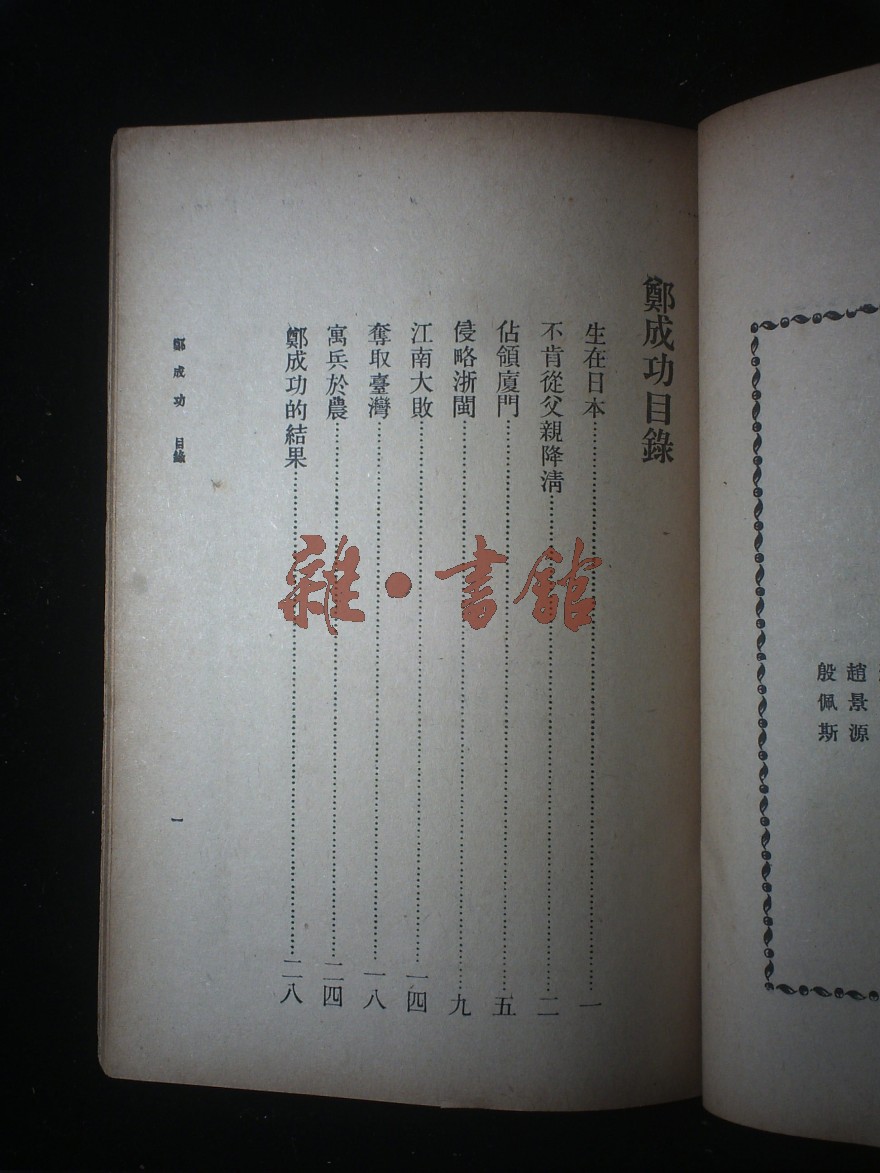 鄭成功目錄
生在日本……一
不肯從父親降淸……二
佔領廈門……五
侵略浙閩……九
江南大敗……一四
奪取臺灣……一八
寓兵於農……二四
鄭成功的結果……二八
鄭成功 目錄
一
雜·書館
趙景源
殷佩斯